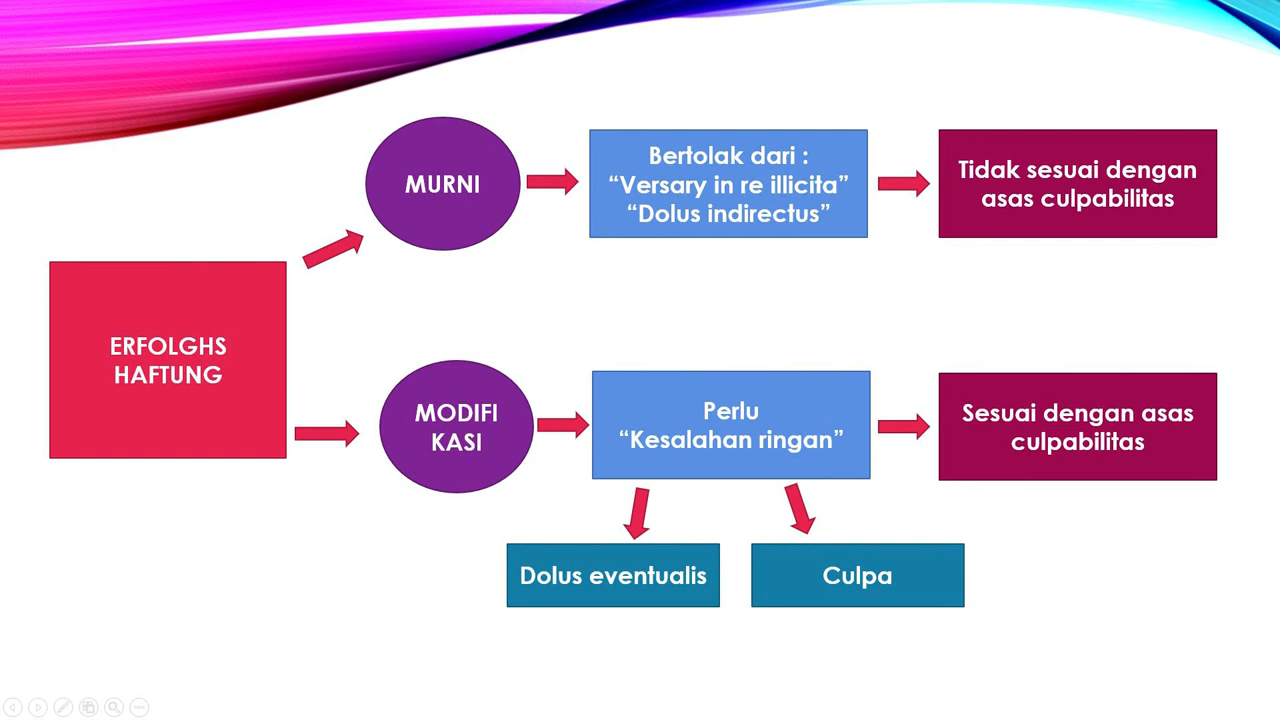 MURNI
Bertolak dari :
“Versary in re illicita”
“Dolus indirectus”
Tidak sesuai dengan
asas culpabilitas
ERFOLGHS
HAFTUNG
MODIFI
KASI
Perlu
“Kesalahan ringan”
Sesuai dengan asas
culpabilitas
Dolus eventualis
Culpa